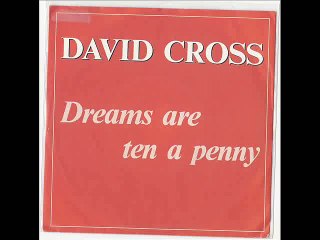 DAVID CROSS
Dreams are
ten a penny